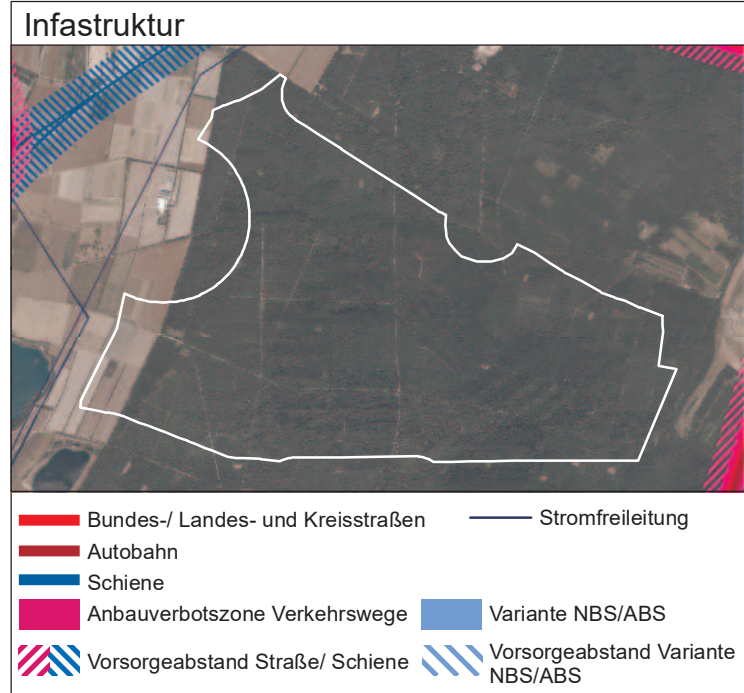 Infastruktur
Bundes-/ Landes- und Kreisstraßen
Stromfreileitung
Autobahn
Schiene
Anbauverbotszone Verkehrswege
Variante NBS/ABS
Vorsorgeabstand Straße/ Schiene
Vorsorgeabstand Variante
NBS/ABS